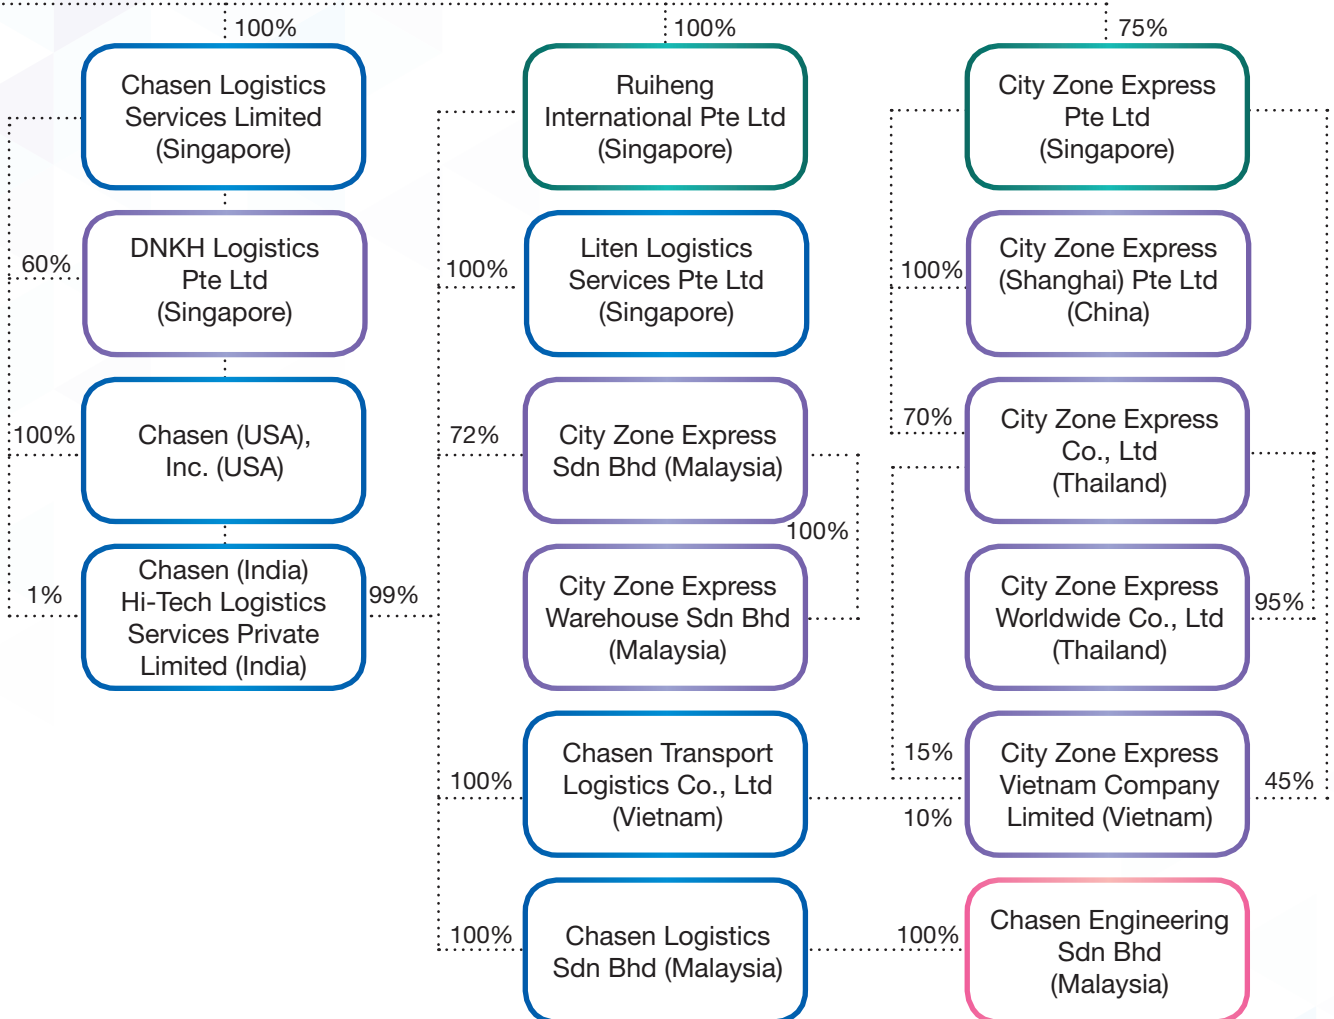 100%
100%
75%
Chasen Logistics
Services Limited
(Singapore)
Ruiheng
International Pte Ltd
(Singapore)
City Zone Express
Pte Ltd
(Singapore)
60%
DNKH Logistics
Pte Ltd
(Singapore)
100%
Liten Logistics
Services Pte Ltd
(Singapore)
100%
City Zone Express
(Shanghai) Pte Ltd
(China)
100%
Chasen (USA),
Inc. (USA)
72%
City Zone Express
Sdn Bhd (Malaysia)
70%
City Zone Express
Co., Ltd
(Thailand)
100%
1%
Chasen (India)
Hi-Tech Logistics
Services Private
Limited (India)
99%
City Zone Express
Warehouse Sdn Bhd
(Malaysia)
City Zone Express
Worldwide Co., Ltd
(Thailand)
95%
100%
Chasen Transport
Logistics Co., Ltd
(Vietnam)
15%
10%
City Zone Express
Vietnam Company
Limited (Vietnam)
45%
100%
Chasen Logistics
Sdn Bhd (Malaysia)
100%
Chasen Engineering
Sdn Bhd
(Malaysia)